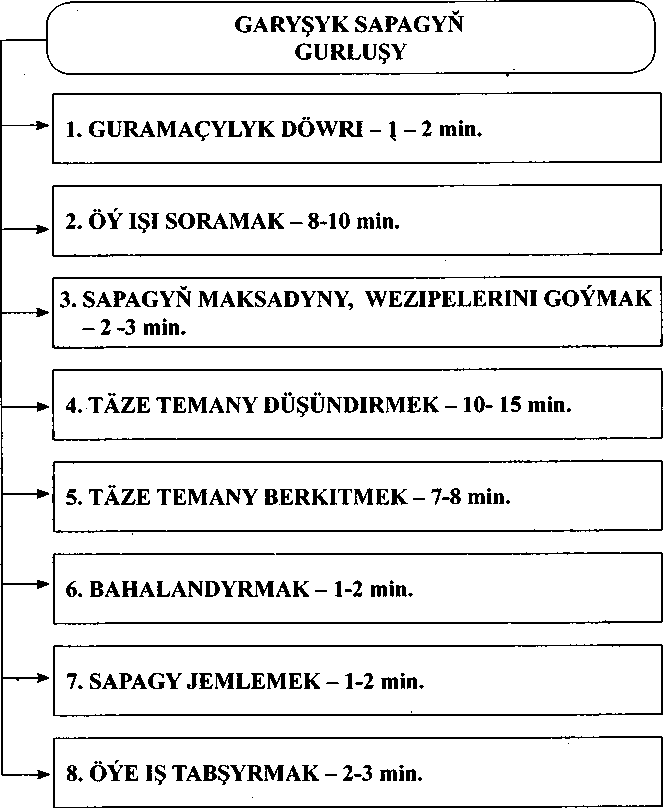 GARYŞYK SAPAGYŇ
GURLUŞY
1. GURAMAÇYLYK DÖWRI – 1 – 2 min.
2. ÖÝ IŞI SORAMAK – 8-10 min.
3. SAPAGYŇ MAKSADYNY, WEZIPELERINI GOÝMAK
– 2 -3 min.
4. TÄZE TEMANY DÜŞÜNDIRMEK – 10- 15 min.
5. TÄZE TEMANY BERKITMEK – 7-8 min.
6. BAHALANDYRMAK – 1-2 min.
7. SAPAGY JEMLEMEK – 1-2 min.
8. ÖÝE IŞ TABŞYRMAK – 2-3 min.